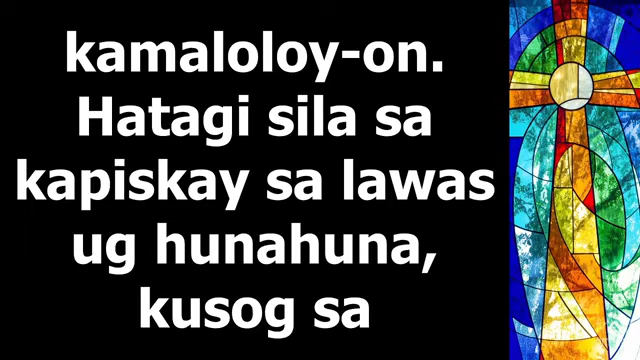 kamaloloy-on.
Hatagi sila sa
kapiskay sa lawas
ug hunahuna,
kusog sa